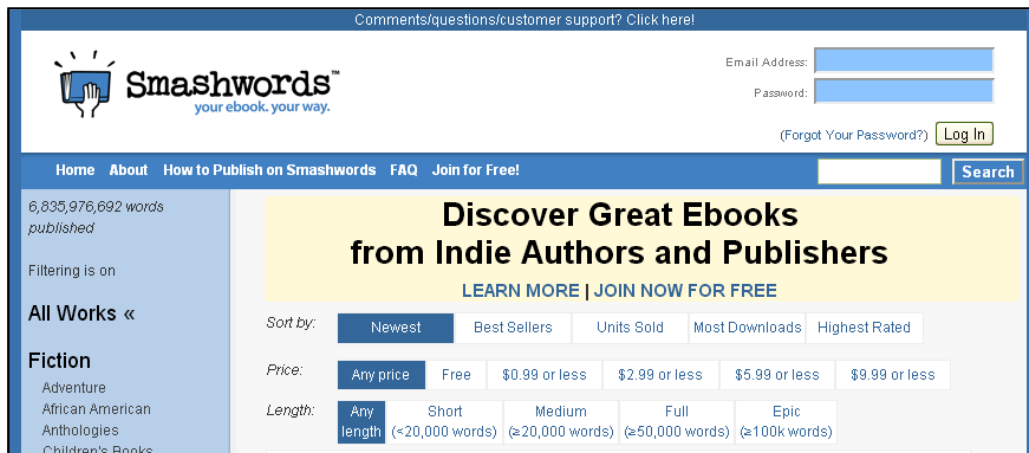 Comments/questions/customer support? Click here!
Smashwords™
your ebook. your way.
Email Address:
Password:
(Forgot Your Password?) Log In
Home About How to Publish on Smashwords FAQ Join for Free!
Search
6,835,976,692 words
published
Filtering is on
All Works «
Fiction
Adventure
African American
Anthologies
Children's Books
Discover Great Ebooks
from Indie Authors and Publishers
LEARN MORE | JOIN NOW FOR FREE
Sort by: Newest Best Sellers Units Sold Most Downloads Highest Rated
Price: Any price Free $0.99 or less $2.99 or less $5.99 or less $9.99 or less
Length: Any Short Medium Full Epic
length (<20,000 words) (≥20,000 words) (≥50,000 words) (≥100k words)